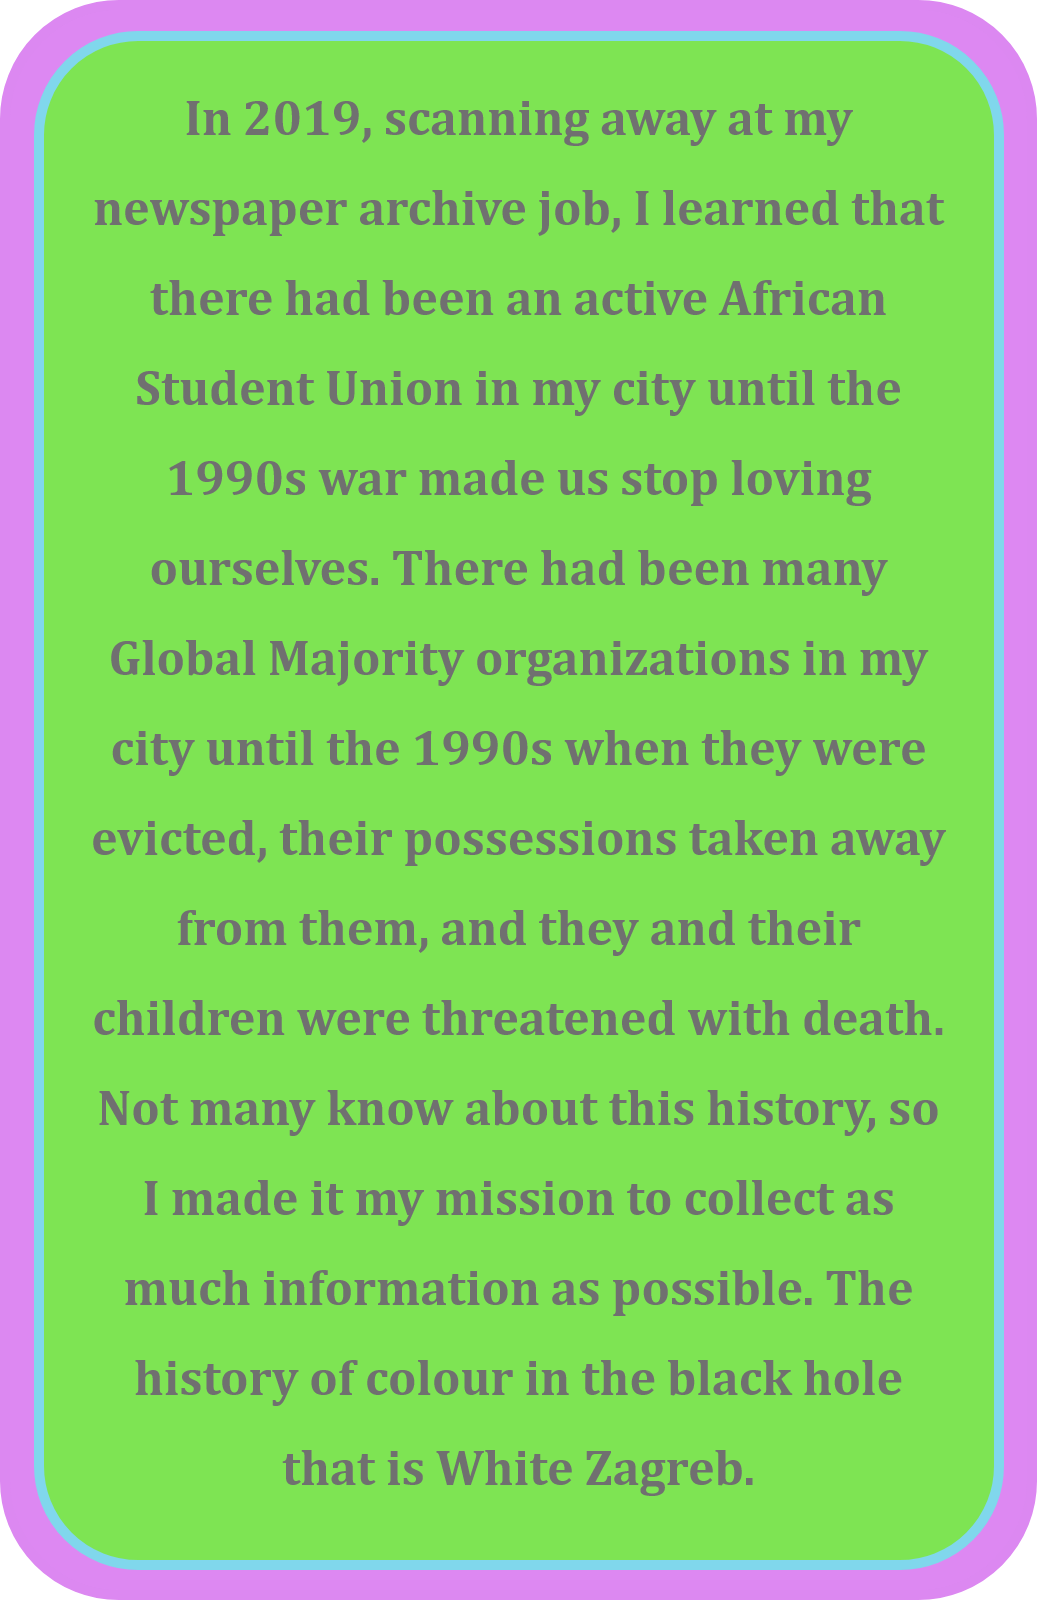 In 2019, scanning away at my
newspaper archive job, I learned that
there had been an active African
Student Union in my city until the
1990s war made us stop loving
ourselves. There had been many
Global Majority organizations in my
city until the 1990s when they were
evicted, their possessions taken away
from them, and they and their
children were threatened with death.
Not many know about this history, so
I made it my mission to collect as
much information as possible. The
history of colour in the black hole
that is White Zagreb.